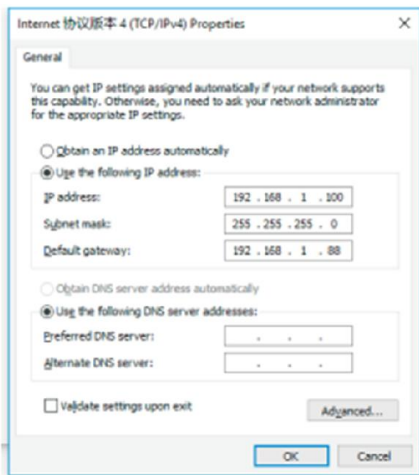 Internet 协议版本 4 (TCP/IPv4) Properties
General
You can get IP settings assigned automatically if your network supports
this capability. Otherwise, you need to ask your network administrator
for the appropriate IP settings.
Obtain an IP address automatically
Use the following IP address:
IP address: 192 . 168 . 1 . 100
Subnet mask: 255 . 255 . 255 . 0
Default gateway: 192 . 168 . 1 . 88
Obtain DNS server address automatically
Use the following DNS server addresses:
Preferred DNS server: . . .
Alternate DNS server: . . .
Validate settings upon exit
Advanced...
OK Cancel